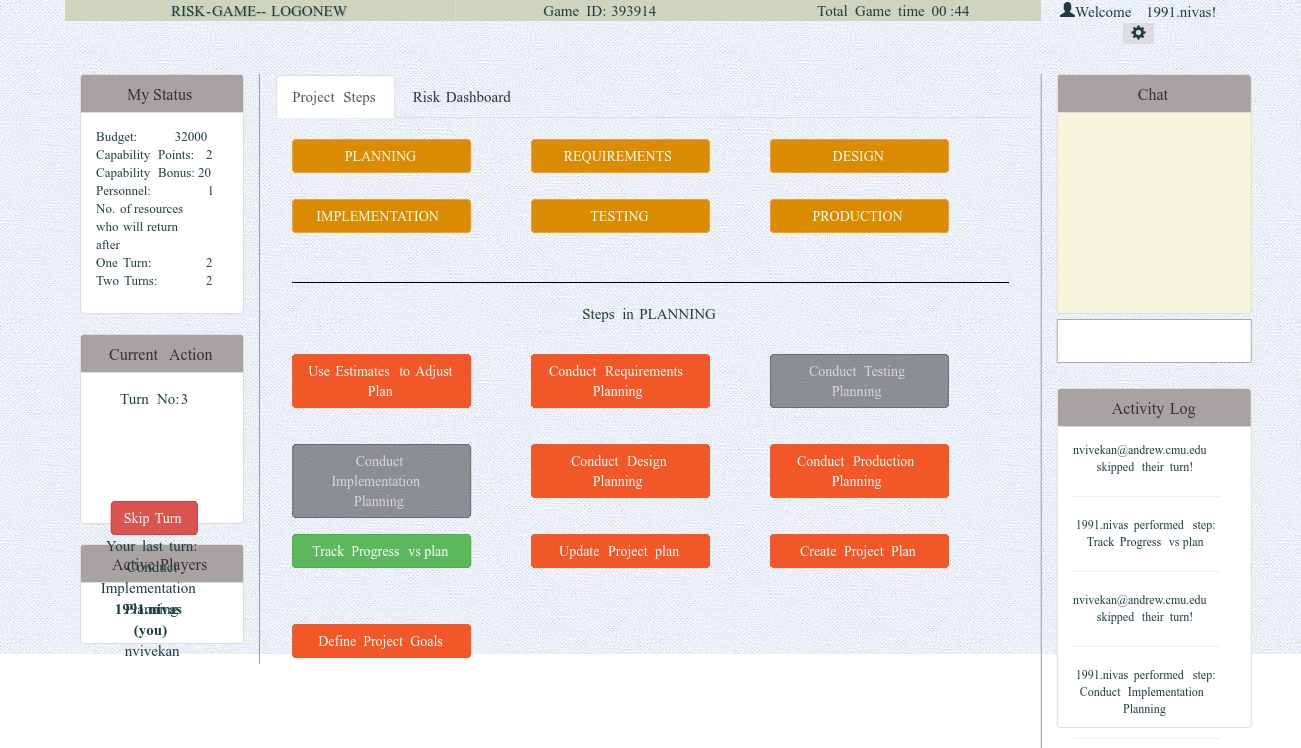 RISK-GAME-- LOGONEW
Game ID: 393914
Total Game time 00 :44
Welcome 1991.nivas!
My Status
Budget: 32000
Capability Points: 2
Capability Bonus: 20
Personnel: 1
No. of resources
who will return
after
One Turn: 2
Two Turns: 2
Current Action
Turn No:3
Skip Turn
Your last turn:
Conduct
Implementation
Planning
Active Players
1991.nivas
(you)
nvivekan
Project Steps
Risk Dashboard
PLANNING
REQUIREMENTS
DESIGN
IMPLEMENTATION
TESTING
PRODUCTION
Steps in PLANNING
Use Estimates to Adjust
Plan
Conduct Requirements
Planning
Conduct Testing
Planning
Conduct
Implementation
Planning
Conduct Design
Planning
Conduct Production
Planning
Track Progress vs plan
Update Project plan
Create Project Plan
Define Project Goals
Chat
Activity Log
nvivekan@andrew.cmu.edu
skipped their turn!
1991.nivas performed step:
Track Progress vs plan
nvivekan@andrew.cmu.edu
skipped their turn!
1991.nivas performed step:
Conduct Implementation
Planning